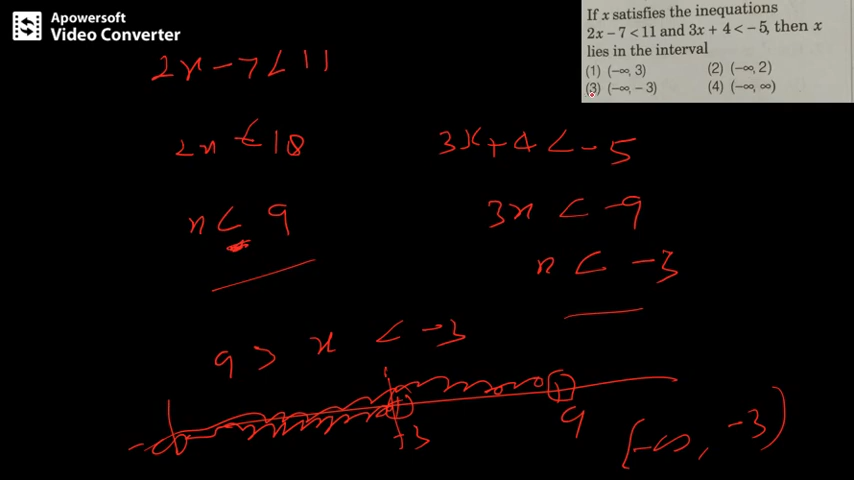 Apowersoft
Video Converter
If x satisfies the inequations
2x – 7 < 11 and 3x + 4 < – 5, then x
lies in the interval
(1) (–∞, 3) (2) (–∞, 2)
(3) (–∞, – 3) (4) (–∞, ∞)
2x – 7 < 11
2x < 18
x < 9
3x + 4 < – 5
3x < – 9
x < – 3
9 > x < – 3
–∞ –3 9
(–∞, –3)